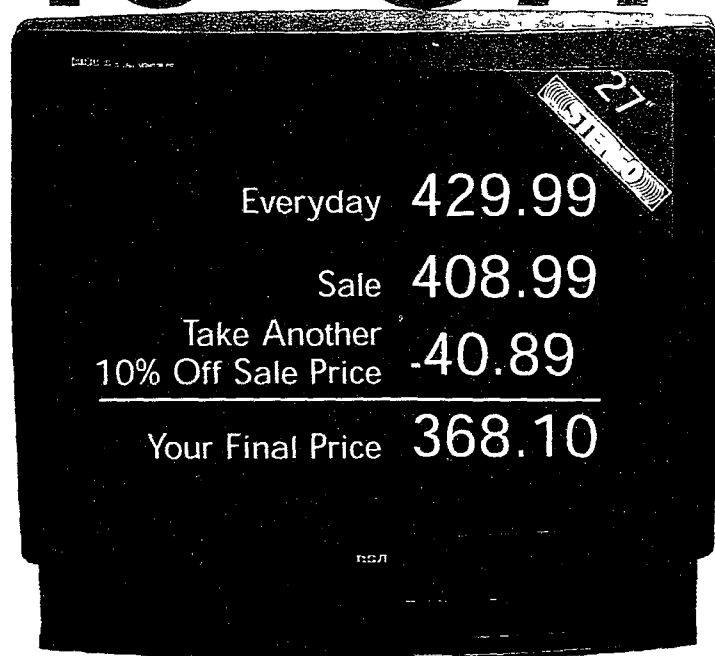 27"
STEREO
Everyday 429.99
Sale 408.99
Take Another
10% Off Sale Price -40.89
Your Final Price 368.10
RCA